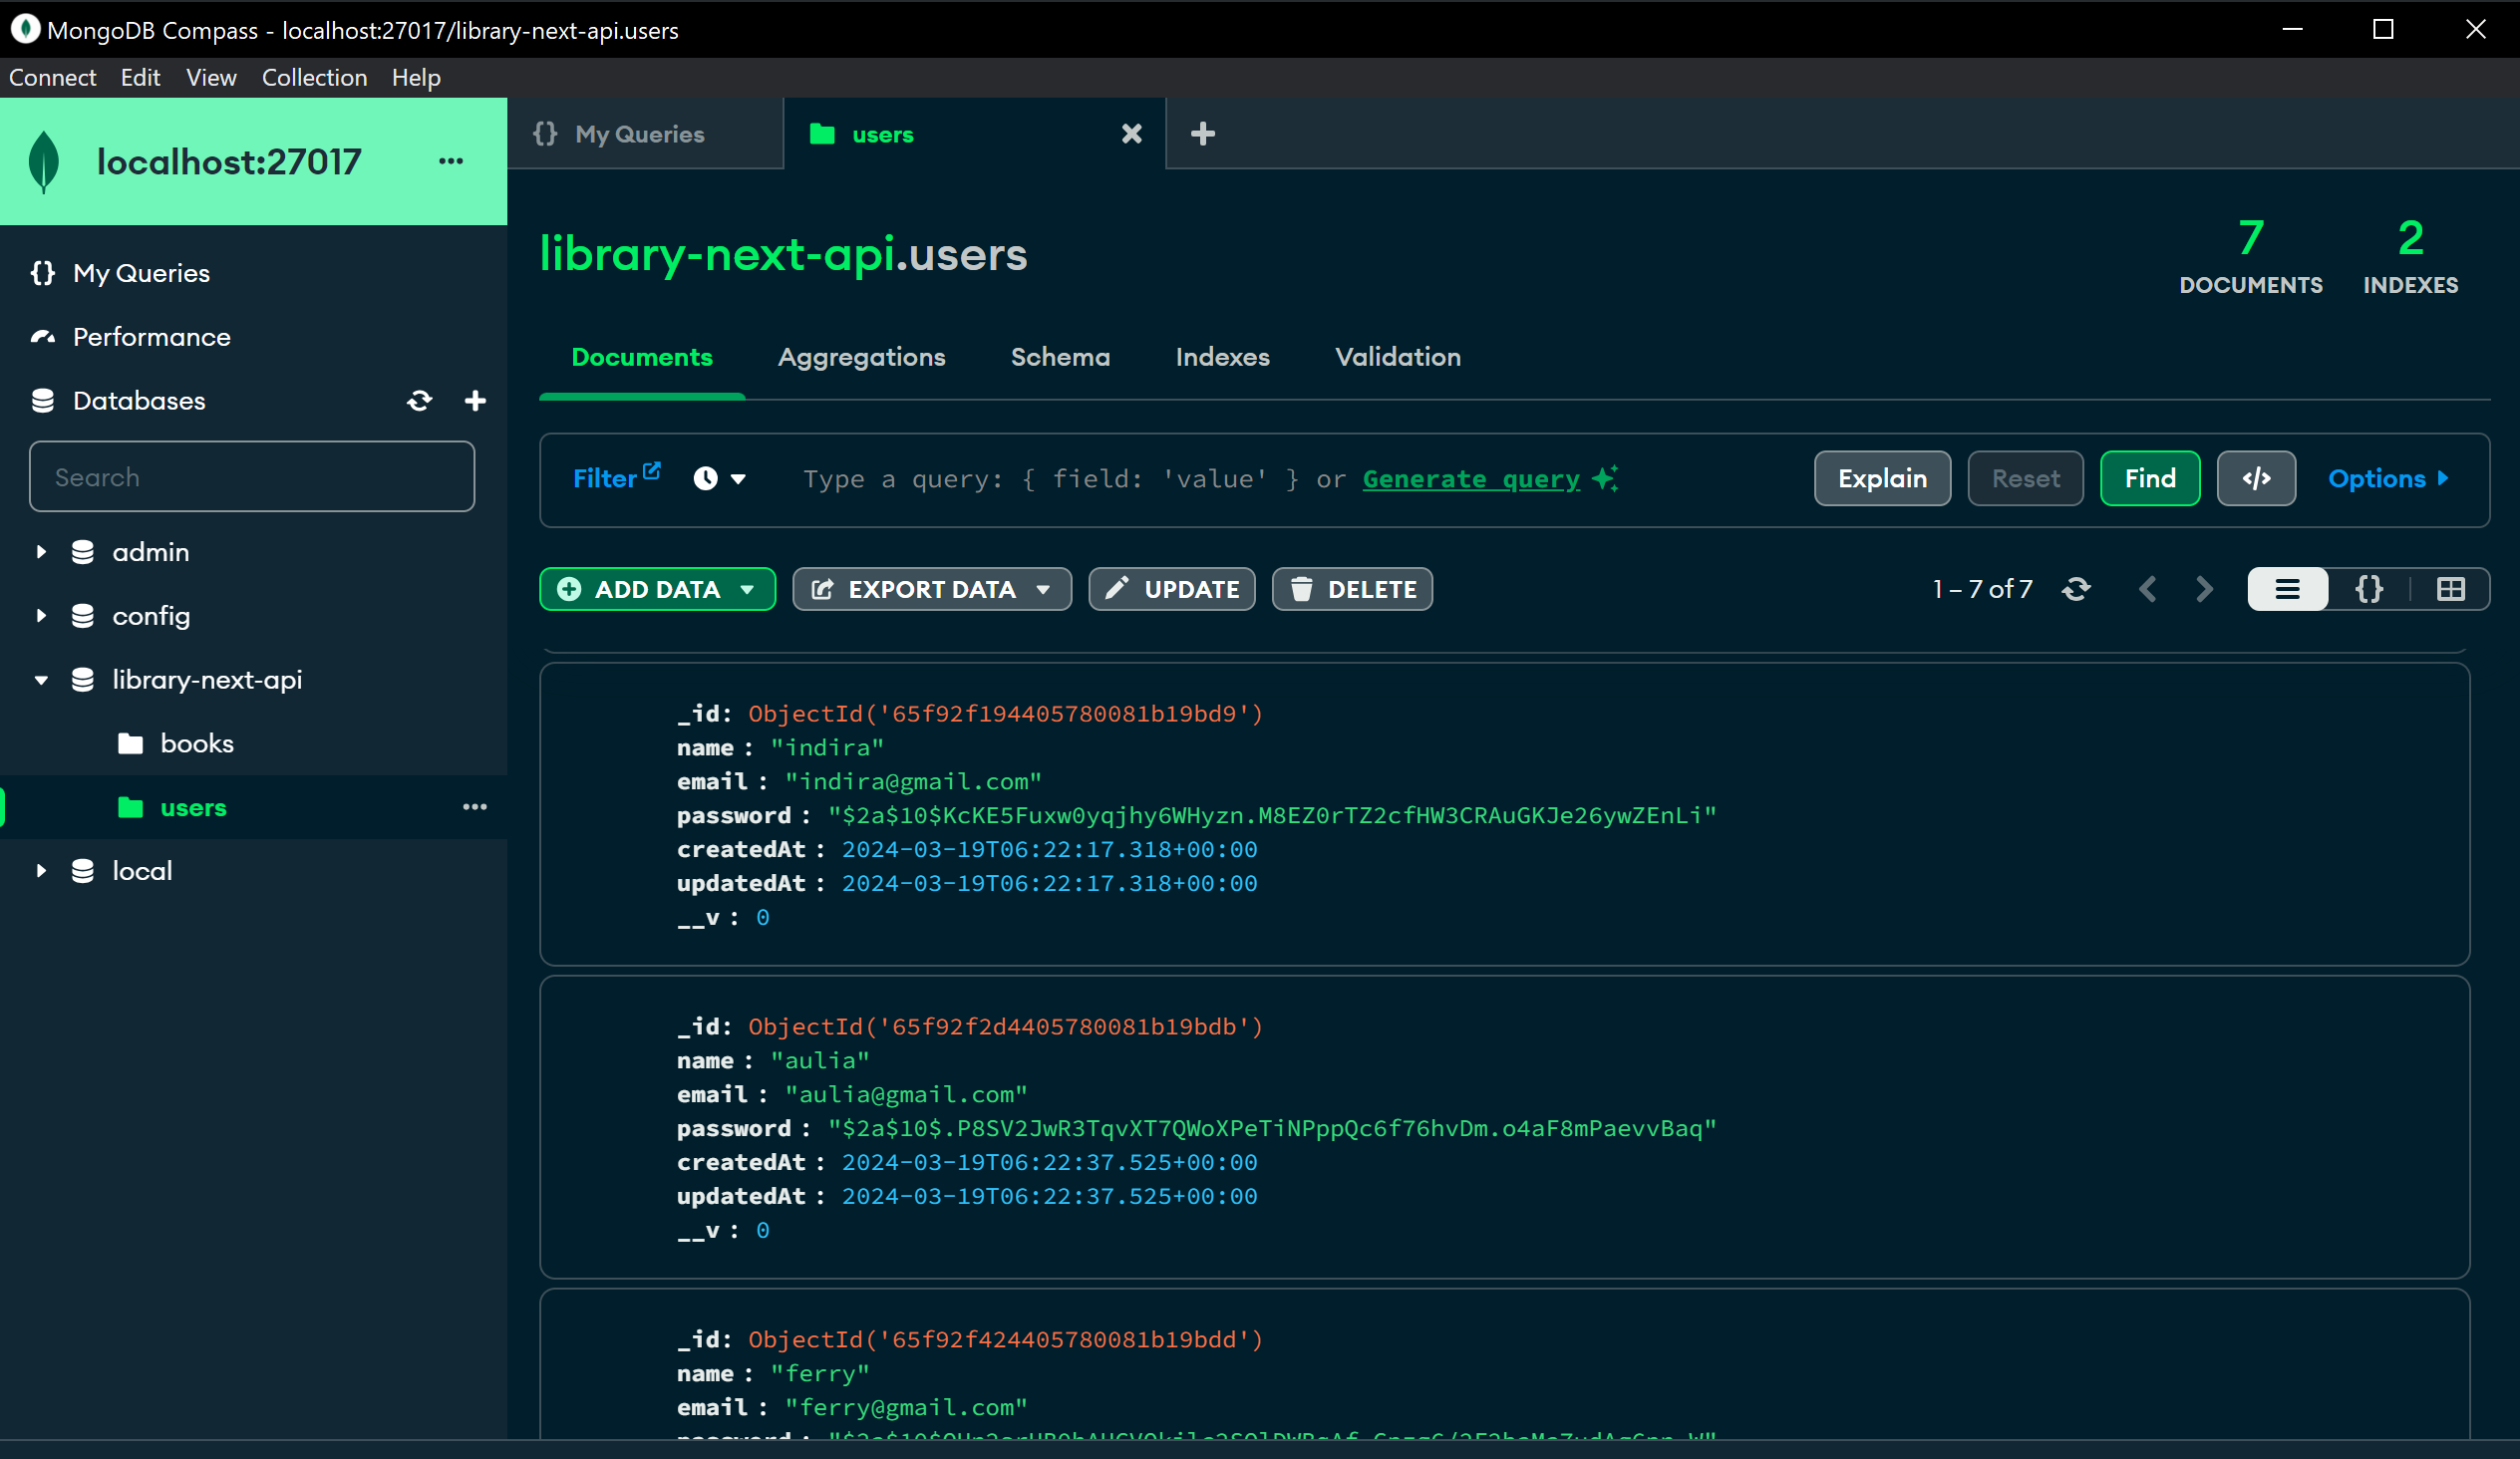 MongoDB Compass - localhost:27017/library-next-api.users
Connect Edit View Collection Help
localhost:27017 •••
{} My Queries
Performance
Databases
Search
admin
config
library-next-api
books
users •••
local
{} My Queries
users
library-next-api.users
7 DOCUMENTS
2 INDEXES
Documents Aggregations Schema Indexes Validation
Filter Type a query: { field: 'value' } or Generate query Explain Reset Find </> Options
ADD DATA EXPORT DATA UPDATE DELETE 1 – 7 of 7 {}
_id: ObjectId('65f92f194405780081b19bd9')
name : "indira"
email : "indira@gmail.com"
password : "$2a$10$KcKE5Fuxw0yqjhy6WHyzn.M8EZ0rTZ2cfHW3CRAuGKJe26ywZEnLi"
createdAt : 2024-03-19T06:22:17.318+00:00
updatedAt : 2024-03-19T06:22:17.318+00:00
__v : 0
_id: ObjectId('65f92f2d4405780081b19bdb')
name : "aulia"
email : "aulia@gmail.com"
password : "$2a$10$.P8SV2JwR3TqvXT7QWoXPeTiNPppQc6f76hvDm.o4aF8mPaevvBaq"
createdAt : 2024-03-19T06:22:37.525+00:00
updatedAt : 2024-03-19T06:22:37.525+00:00
__v : 0
_id: ObjectId('65f92f424405780081b19bdd')
name : "ferry"
email : "ferry@gmail.com"
password :